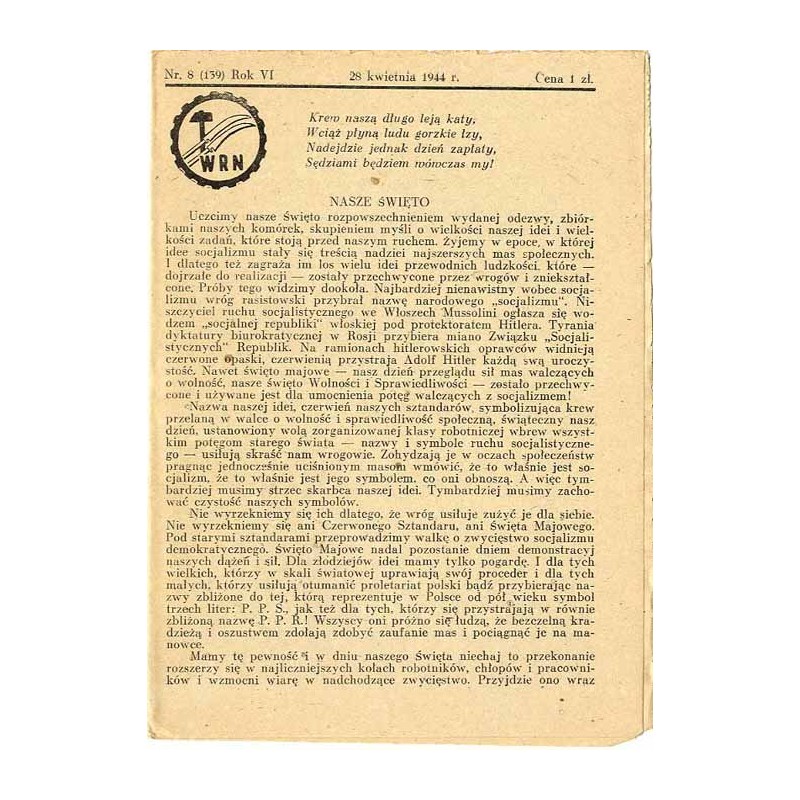 Nr. 8 (139) Rok VI 28 kwietnia 1944 r. Cena 1 zł.
WRN
Krew naszą długo leją katy,
Wciąż płyną ludu gorzkie łzy,
Nadejdzie jednak dzień zapłaty,
Sędziami będziem wówczas my!
NASZE ŚWIĘTO
Uczcimy nasze święto rozpowszechnieniem wydanej odezwy, zbiór-
kami naszych komórek, skupieniem myśli o wielkości naszej idei i wiel-
kości zadań, które stoją przed naszym ruchem. Żyjemy w epoce, w której
idee socjalizmu stały się treścią nadziei najszerszych mas społecznych.
I dlatego też zagraża im los wielu idei przewodnich ludzkości, które —
dojrzałe do realizacji — zostały przechwycone przez wrogów i zniekształ-
cone. Próby tego widzimy dookoła. Najbardziej nienawistny wobec socja-
lizmu wróg rasistowski przybrał nazwę narodowego „socjalizmu". Ni-
szczyciel ruchu socjalistycznego we Włoszech Mussolini ogłasza się wo-
dzem „socjalnej republiki" włoskiej pod protektoratem Hitlera. Tyrania
dyktatury biurokratycznej w Rosji przybiera miano Związku „Socjali-
stycznych" Republik. Na ramionach hitlerowskich oprawców widnieją
czerwone opaski, czerwienią przystraja Adolf Hitler każdą swą uroczy-
stość. Nawet święto majowe — nasz dzień przeglądu sił mas walczących
o wolność, nasze święto Wolności i Sprawiedliwości — zostało przechwy-
cone i używane jest dla umocnienia potęg walczących z socjalizmem!
Nazwa naszej idei, czerwień naszych sztandarów, symbolizująca krew
przelaną w walce o wolność i sprawiedliwość społeczną, świąteczny nasz
dzień, ustanowiony wolą zorganizowanej klasy robotniczej wbrew wszyst-
kim potęgom starego świata — nazwy i symbole ruchu socjalistyczne-
go — usiłują skraść nam wrogowie. Zohydzają je w oczach społeczeństw
pragnąc jednocześnie uciśnionym masom wmówić, że to właśnie jest so-
cjalizm, że to właśnie jest jego symbolem, co oni obnoszą. A więc tym-
bardziej musimy strzec skarbca naszej idei. Tymbardziej musimy zacho-
wać czystość naszych symbolów.
Nie wyrzekniemy się ich dlatego, że wróg usiłuje zużyć je dla siebie.
Nie wyrzekniemy się ani Czerwonego Sztandaru, ani Święta Majowego.
Pod starymi sztandarami przeprowadzimy walkę o zwycięstwo socjalizmu
demokratycznego. Święto Majowe nadal pozostanie dniem demonstracyj
naszych dążeń i sił. Dla złodziejów idei mamy tylko pogardę. I dla tych
wielkich, którzy w skali światowej uprawiają swój proceder i dla tych
małych, którzy usiłują otumanić proletariat polski bądź przybierając na-
zwy zbliżone do tej, którą reprezentuje w Polsce od pół wieku symbol
trzech liter: P. P. S., jak też dla tych, którzy się przystrajają w równie
zbliżoną nazwę P. P. R.! Wszyscy oni próżno się łudzą, że bezczelną kra-
dzieżą i oszustwem zdołają zdobyć zaufanie mas i pociągnąć je na ma-
nowce.
Mamy tę pewność i w dniu naszego święta niechaj to przekonanie
rozszerzy się w najliczniejszych kołach robotników, chłopów i pracowni-
ków i wzmocni wiarę w nadchodzące zwycięstwo. Przyjdzie ono wraz